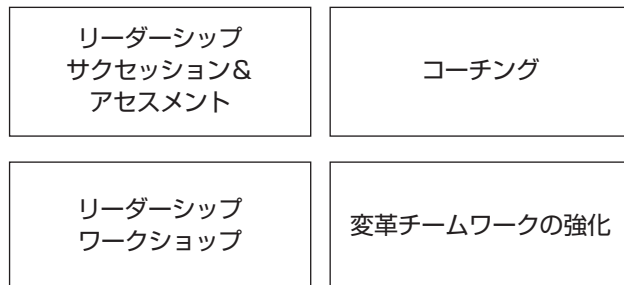 リーダーシップ
サクセッション&
アセスメント
コーチング
リーダーシップ
ワークショップ
変革チームワークの強化